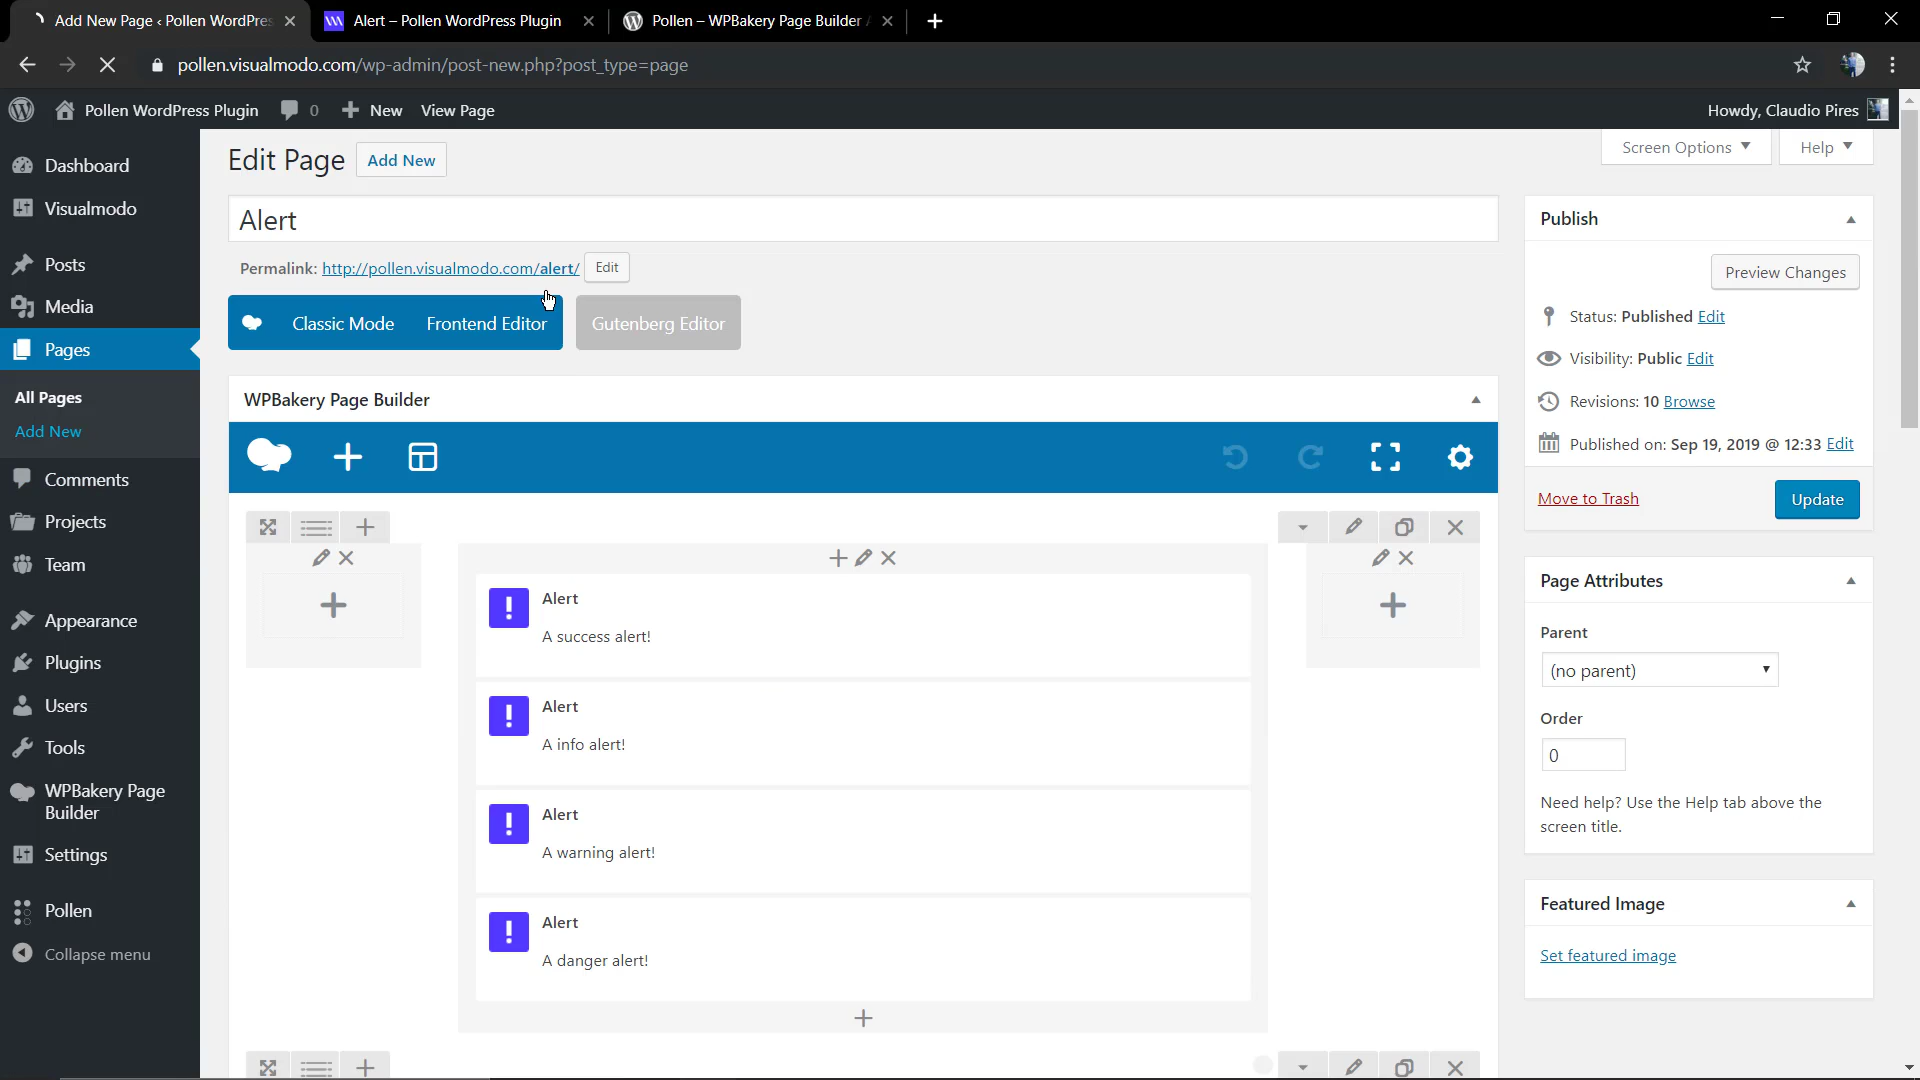 Add New Page ‹ Pollen WordPres
Alert – Pollen WordPress Plugin
Pollen – WPBakery Page Builder
pollen.visualmodo.com/wp-admin/post-new.php?post_type=page
Pollen WordPress Plugin
0
New
View Page
Howdy, Claudio Pires
Dashboard
Visualmodo
Posts
Media
Pages
All Pages
Add New
Comments
Projects
Team
Appearance
Plugins
Users
Tools
WPBakery Page
Builder
Settings
Pollen
Collapse menu
Edit Page
Add New
Screen Options
Help
Alert
Permalink: http://pollen.visualmodo.com/alert/
Edit
Classic Mode
Frontend Editor
Gutenberg Editor
WPBakery Page Builder
Alert
A success alert!
Alert
A info alert!
Alert
A warning alert!
Alert
A danger alert!
Publish
Preview Changes
Status: Published Edit
Visibility: Public Edit
Revisions: 10 Browse
Published on: Sep 19, 2019 @ 12:33 Edit
Move to Trash
Update
Page Attributes
Parent
(no parent)
Order
0
Need help? Use the Help tab above the
screen title.
Featured Image
Set featured image